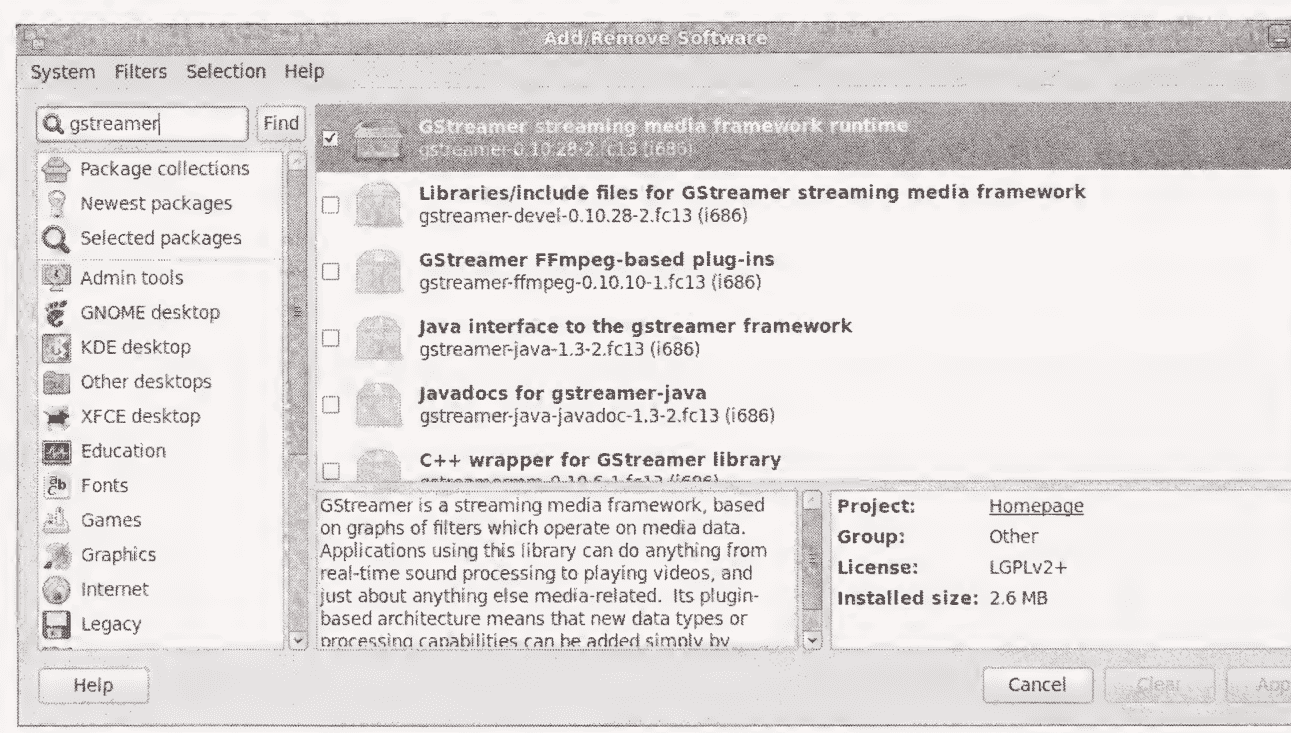 Add/Remove Software
System Filters Selection Help
gstreamer
Find
Package collections
Newest packages
Selected packages
Admin tools
GNOME desktop
KDE desktop
Other desktops
XFCE desktop
Education
Fonts
Games
Graphics
Internet
Legacy
GStreamer streaming media framework runtime
gstreamer-0.10.28-2.fc13 (i686)
Libraries/include files for GStreamer streaming media framework
gstreamer-devel-0.10.28-2.fc13 (i686)
GStreamer FFmpeg-based plug-ins
gstreamer-ffmpeg-0.10.10-1.fc13 (i686)
Java interface to the gstreamer framework
gstreamer-java-1.3-2.fc13 (i686)
Javadocs for gstreamer-java
gstreamer-java-javadoc-1.3-2.fc13 (i686)
C++ wrapper for GStreamer library
GStreamer is a streaming media framework, based
on graphs of filters which operate on media data.
Applications using this library can do anything from
real-time sound processing to playing videos, and
just about anything else media-related. Its plugin-
based architecture means that new data types or
processing capabilities can be added simply by
Project: Homepage
Group: Other
License: LGPLv2+
Installed size: 2.6 MB
Help
Cancel
Clear
App